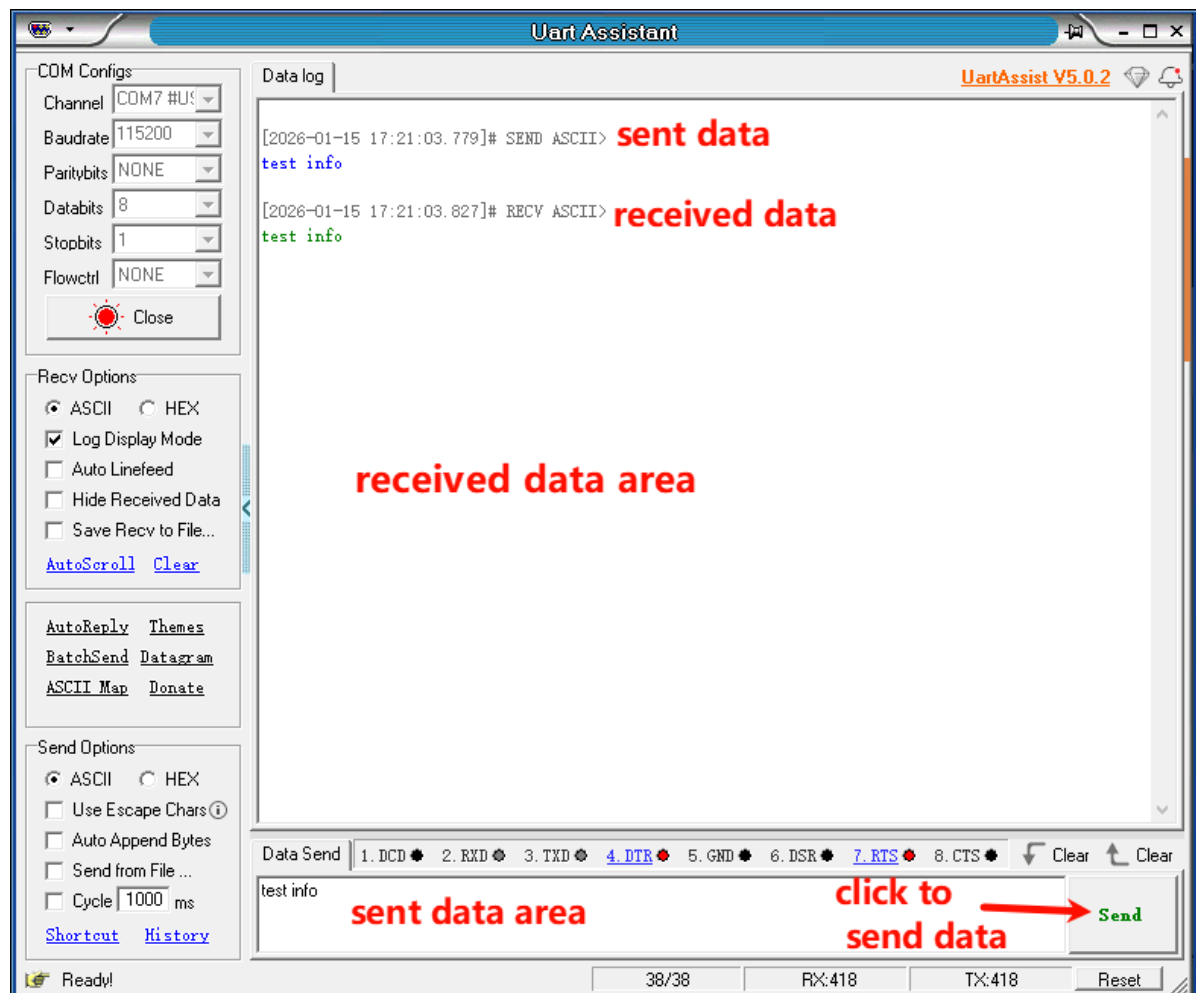 Uart Assistant
COM Configs
Channel COM7 #US
Baudrate 115200
Paritybits NONE
Databits 8
Stopbits 1
Flowctrl NONE
Close
Recv Options
ASCII HEX
Log Display Mode
Auto Linefeed
Hide Received Data
Save Recv to File...
AutoScroll Clear
AutoReply Themes
BatchSend Datagram
ASCII Map Donate
Send Options
ASCII HEX
Use Escape Chars
Auto Append Bytes
Send from File ...
Cycle 1000 ms
Shortcut History
Data log
UartAssist V5.0.2
[2026-01-15 17:21:03.779]# SEND ASCII> sent data
test info
[2026-01-15 17:21:03.827]# RECV ASCII> received data
test info
received data area
Data Send 1. DCD 2. RXD 3. TXD 4. DTR 5. GND 6. DSR 7. RTS 8. CTS Clear Clear
test info
sent data area
click to
send data
Send
Ready! 38/38 RX:418 TX:418 Reset